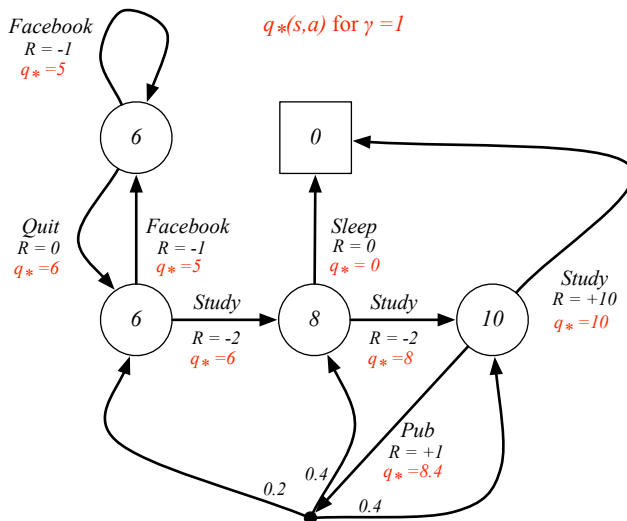 Facebook
R = -1
q* =5
q*(s,a) for γ =1
6
0
Quit
R = 0
q* =6
Facebook
R = -1
q* =5
Sleep
R = 0
q* = 0
Study
R = +10
q* =10
6
Study
R = -2
q* =6
8
Study
R = -2
q* =8
10
Pub
R = +1
q* =8.4
0.2
0.4
0.4